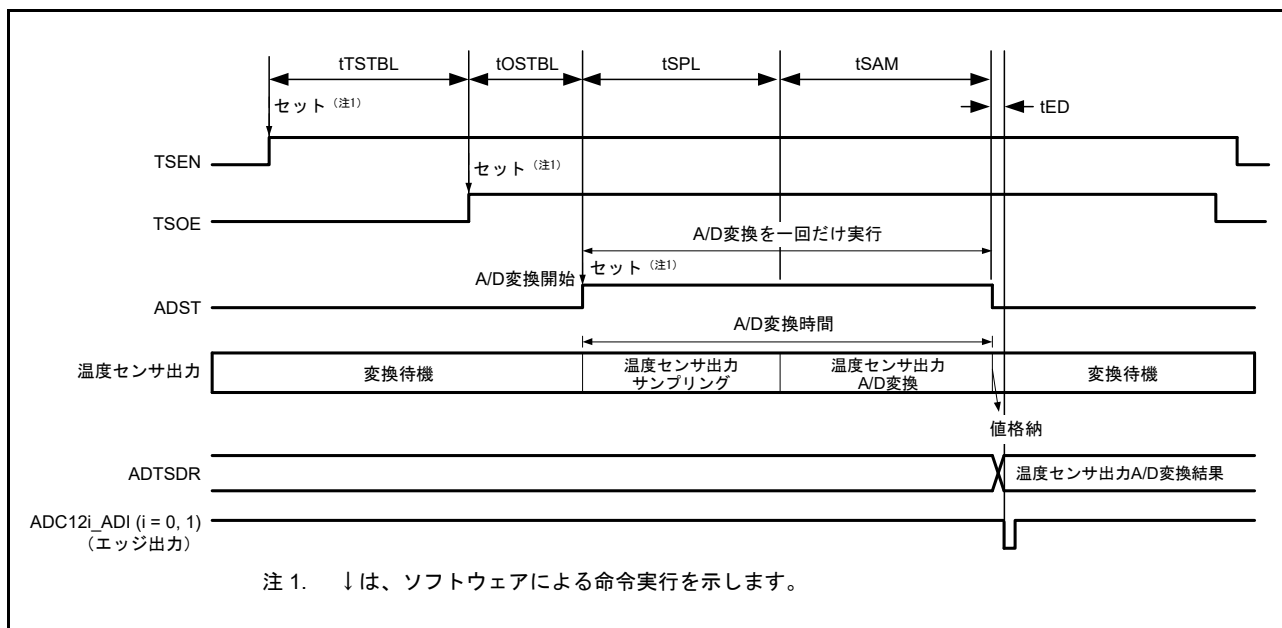 tTSTBL tOSTBL tSPL tSAM
tED
セット（注1）
TSEN
セット（注1）
TSOE
A/D変換を一回だけ実行
A/D変換開始 セット（注1）
ADST
A/D変換時間
温度センサ出力 変換待機 温度センサ出力 温度センサ出力 変換待機
サンプリング A/D変換
値格納
ADTSDR 温度センサ出力A/D変換結果
ADC12i_ADI (i = 0, 1)
（エッジ出力）
注 1. ↓は、ソフトウェアによる命令実行を示します。